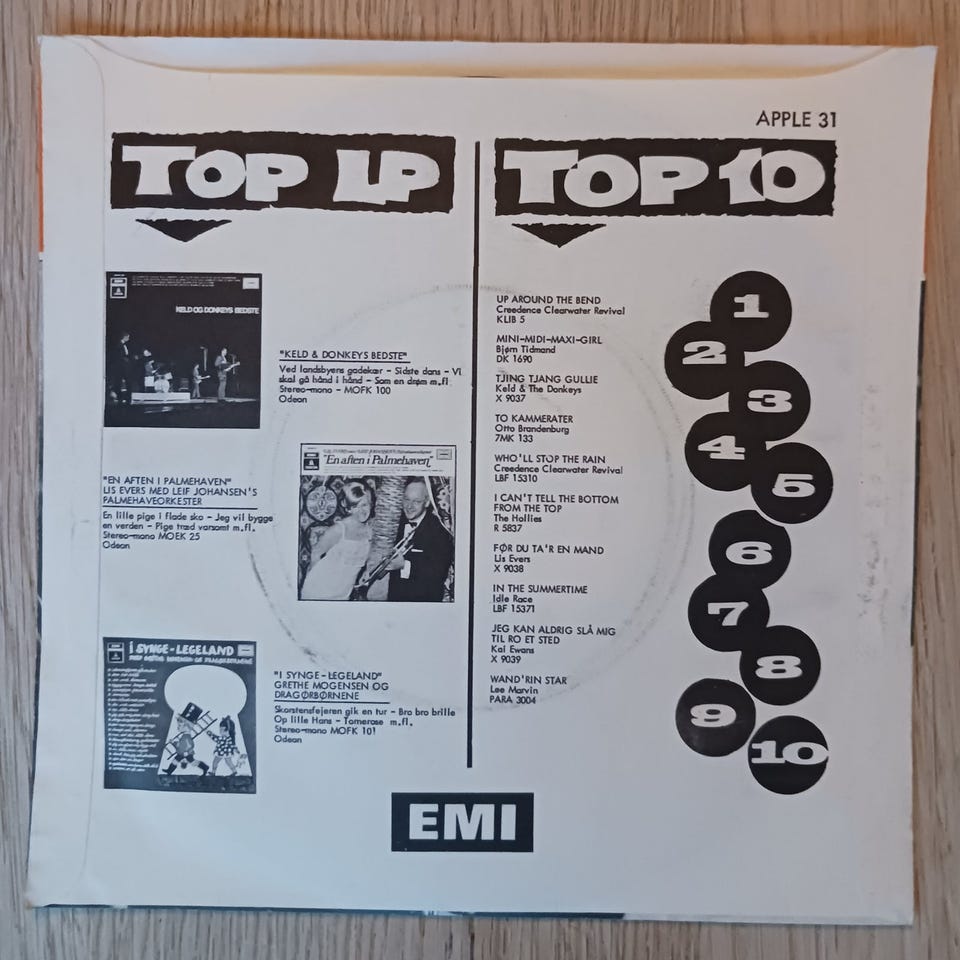 APPLE 31
TOP LP
KELD OG DONKEYS BEDSTE
"KELD & DONKEYS BEDSTE"
Ved landsbyens gadekær - Sidste dans - Vi
skal gå hånd i hånd - Som en drøm m.fl.
Stereo-mono - MOFK 100
Odeon
"En aften i Palmehaven"
"EN AFTEN I PALMEHAVEN"
LIS EVERS MED LEIF JOHANSEN'S
PALMEHAVEORKESTER
En lille pige i flade sko - Jeg vil bygge
en verden - Pige træd varsomt m.fl.
Stereo-mono MOEK 25
Odeon
I SYNGE-LEGELAND
MED GRETHE MOGENSEN OG DRAGØRBØRNENE
"I SYNGE-LEGELAND"
GRETHE MOGENSEN OG
DRAGØRBØRNENE
Skorstensfejeren gik en tur - Bro bro brille
Op lille Hans - Tornerose m.fl.
Stereo-mono MOFK 101
Odeon
TOP 10
UP AROUND THE BEND
Creedence Clearwater Revival
KLIB 5
MINI-MIDI-MAXI-GIRL
Bjørn Tidmand
DK 1690
TJING TJANG GULLIE
Keld & The Donkeys
X 9037
TO KAMMERATER
Otto Brandenburg
7MK 133
WHO'LL STOP THE RAIN
Creedence Clearwater Revival
LBF 15310
I CAN'T TELL THE BOTTOM
FROM THE TOP
The Hollies
R 5837
FØR DU TA'R EN MAND
Lis Evers
X 9038
IN THE SUMMERTIME
Idle Race
LBF 15371
JEG KAN ALDRIG SLÅ MIG
TIL RO ET STED
Kal Ewans
X 9039
WAND'RIN STAR
Lee Marvin
PARA 3004
1
2
3
4
5
6
7
8
9
10
EMI